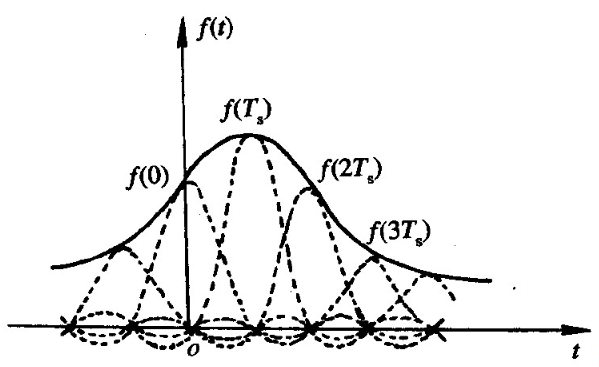 f(t)
f(T_s)
f(0)
f(2T_s)
f(3T_s)
o
t